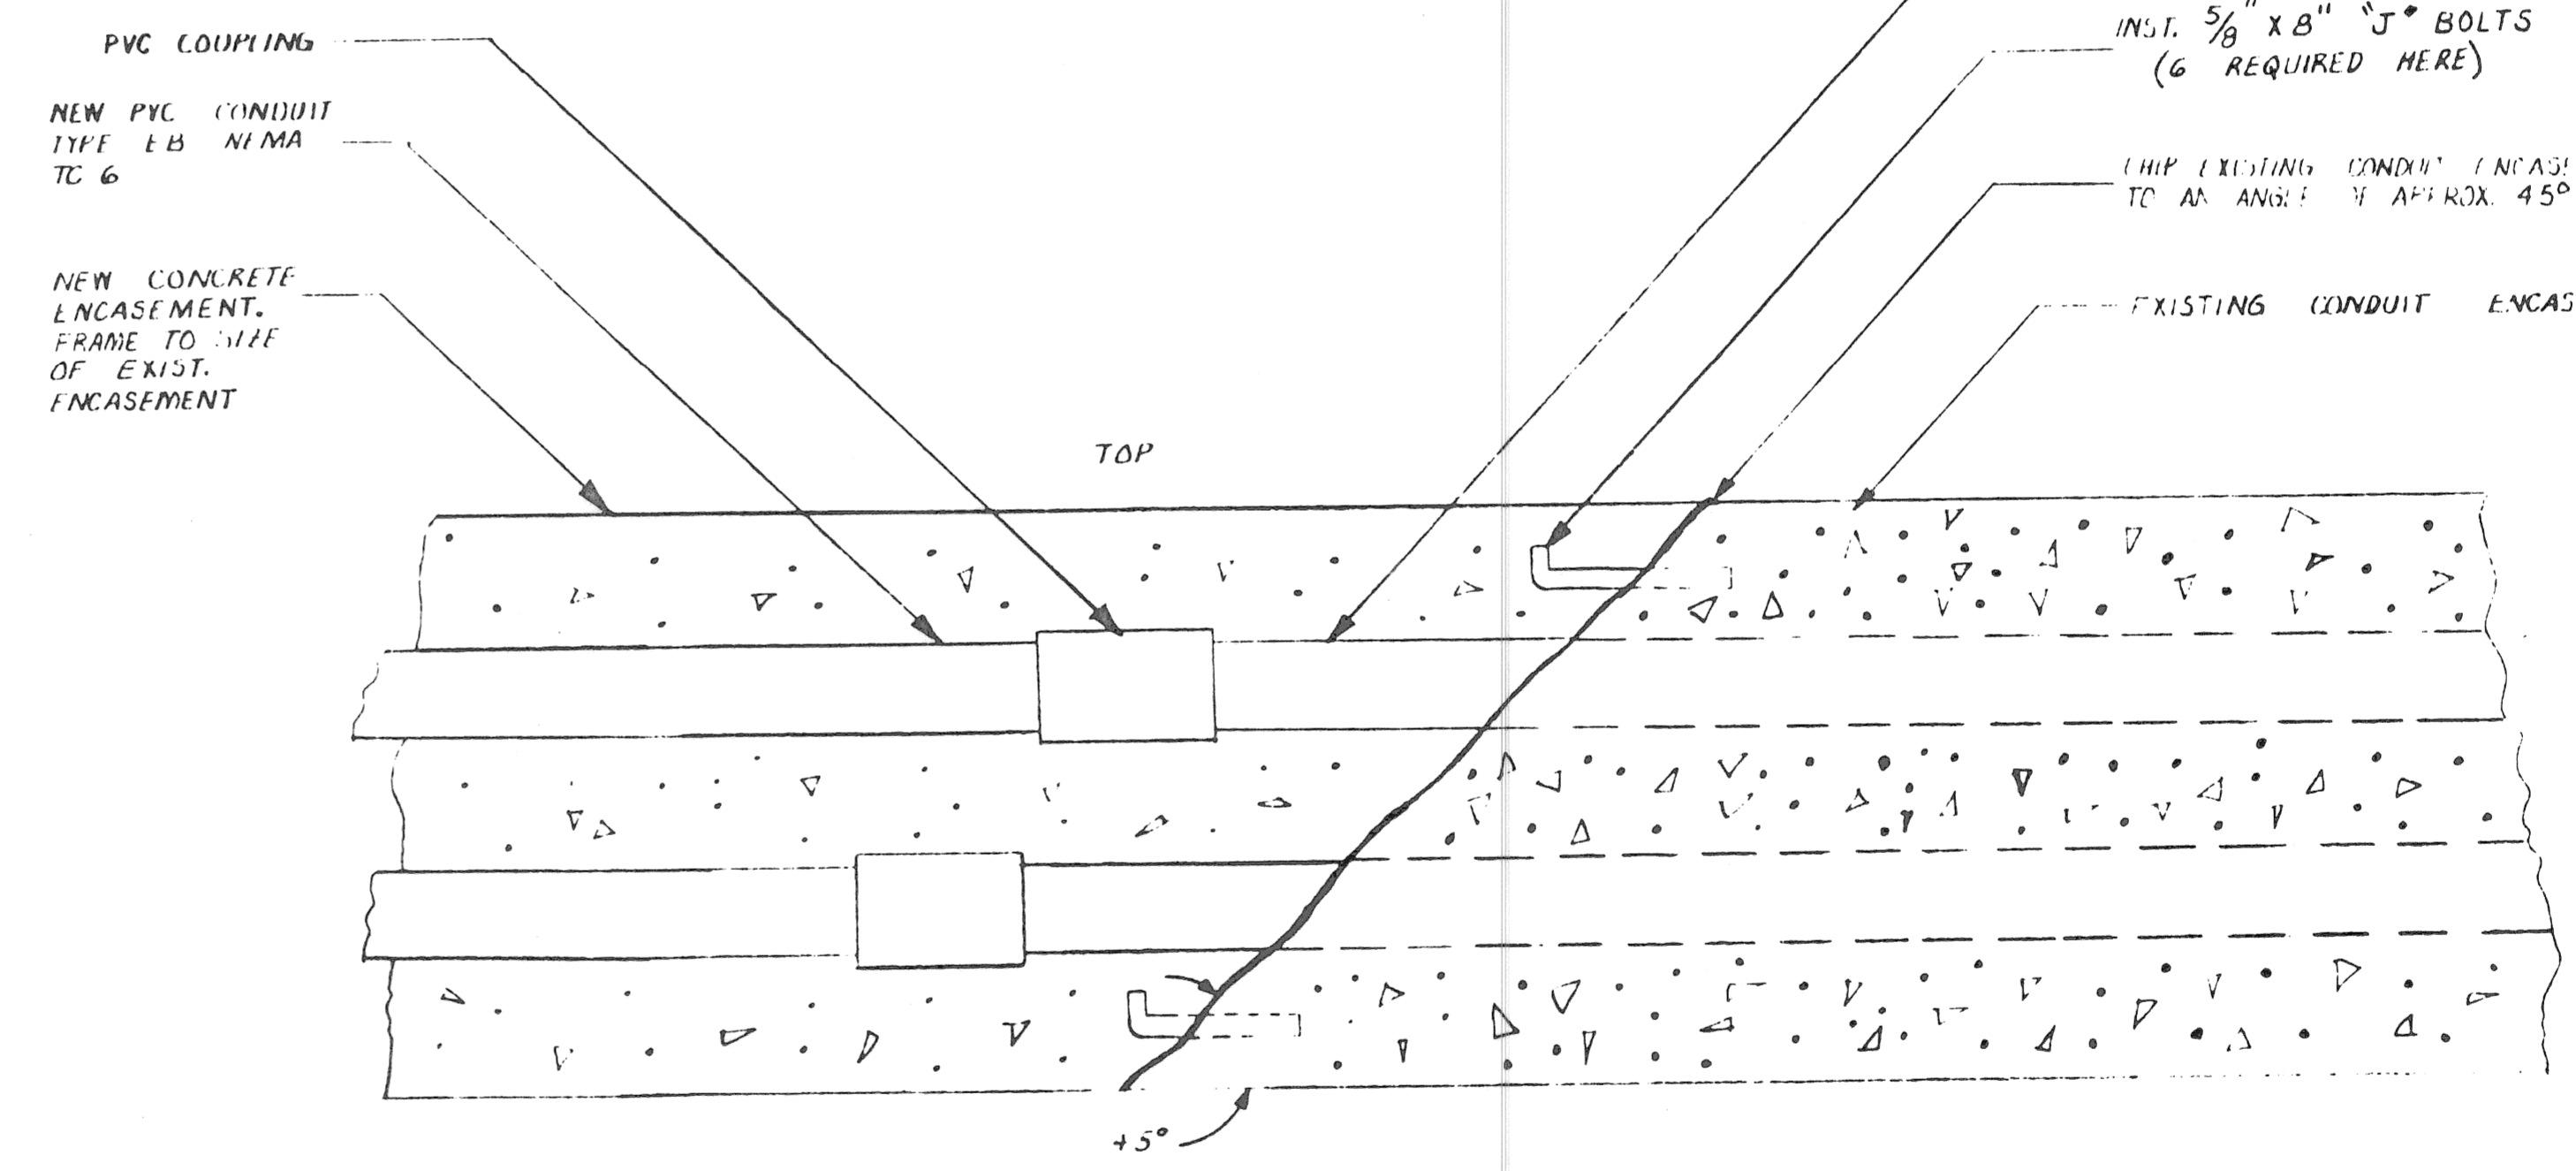 PVC COUPLING
NEW PVC CONDUIT
TYPE EB NEMA
TC 6
NEW CONCRETE
ENCASEMENT.
FRAME TO SIZE
OF EXIST.
ENCASEMENT
TOP
INST. 5/8" X 8" "J" BOLTS
(6 REQUIRED HERE)
CHIP EXISTING CONDUIT ENCAS
TO AN ANGLE OF APPROX. 45°
EXISTING CONDUIT ENCAS
45°